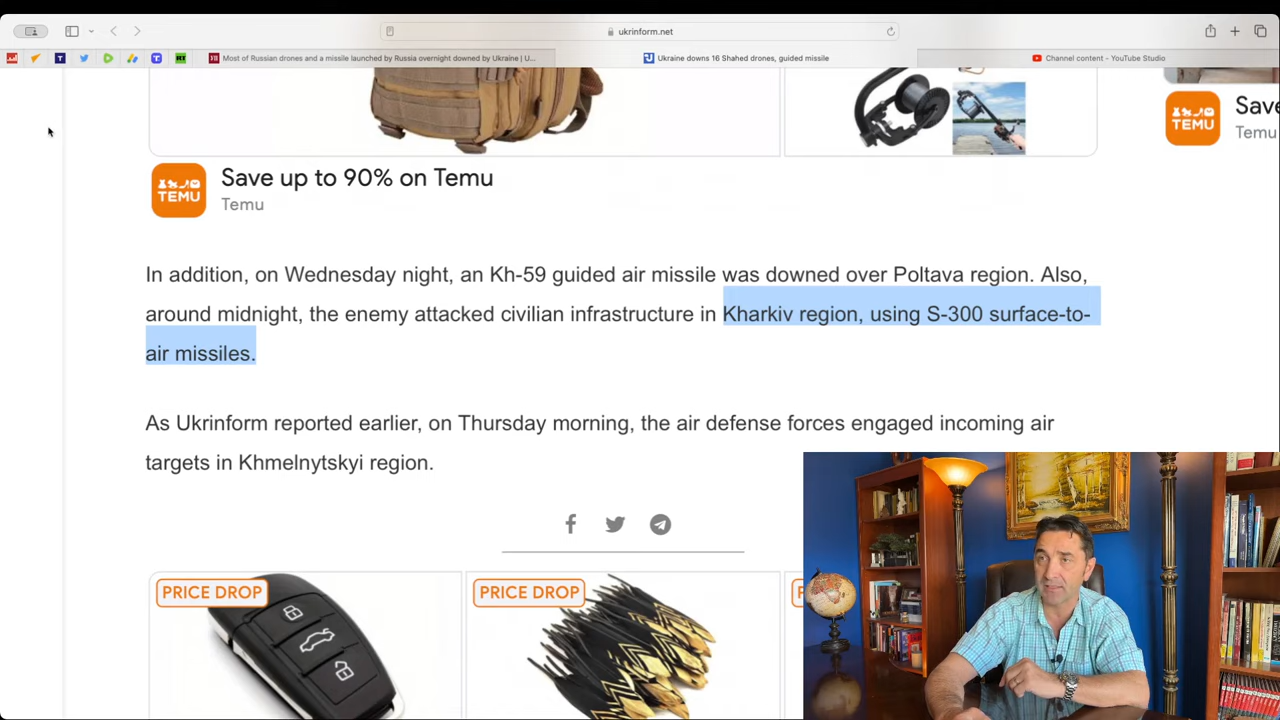 ukrinform.net
Most of Russian drones and a missile launched by Russia overnight downed by Ukraine | U...
Ukraine downs 16 Shahed drones, guided missile
Channel content - YouTube Studio
TEMU
Save up to 90% on Temu
Temu
TEMU
Save
Temu
In addition, on Wednesday night, an Kh-59 guided air missile was downed over Poltava region. Also,
around midnight, the enemy attacked civilian infrastructure in Kharkiv region, using S-300 surface-to-
air missiles.
As Ukrinform reported earlier, on Thursday morning, the air defense forces engaged incoming air
targets in Khmelnytskyi region.
PRICE DROP
PRICE DROP